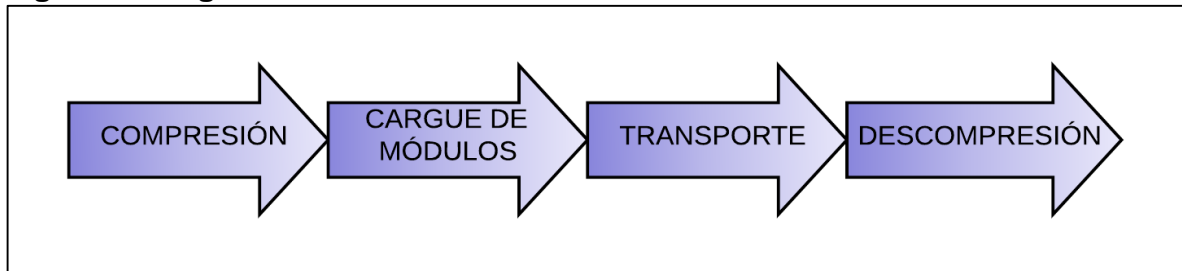 COMPRESIÓN
CARGUE DE
MÓDULOS
TRANSPORTE
DESCOMPRESIÓN